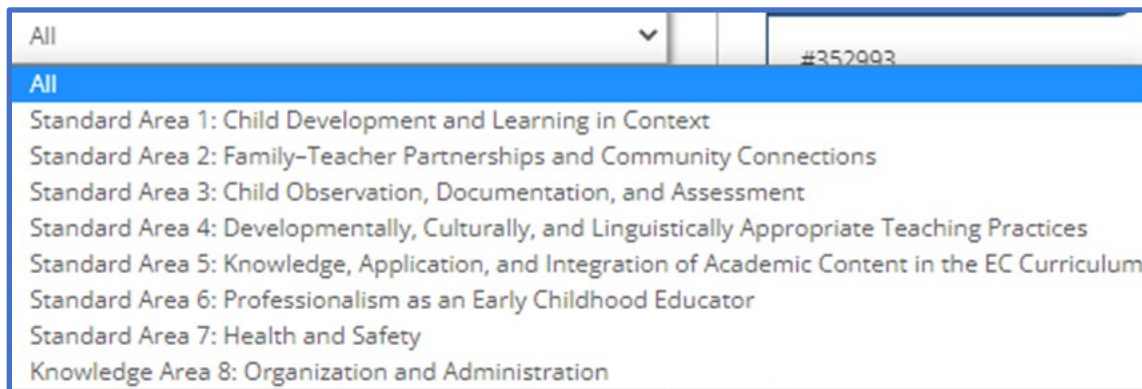 All
#352993
All
Standard Area 1: Child Development and Learning in Context
Standard Area 2: Family–Teacher Partnerships and Community Connections
Standard Area 3: Child Observation, Documentation, and Assessment
Standard Area 4: Developmentally, Culturally, and Linguistically Appropriate Teaching Practices
Standard Area 5: Knowledge, Application, and Integration of Academic Content in the EC Curriculum
Standard Area 6: Professionalism as an Early Childhood Educator
Standard Area 7: Health and Safety
Knowledge Area 8: Organization and Administration